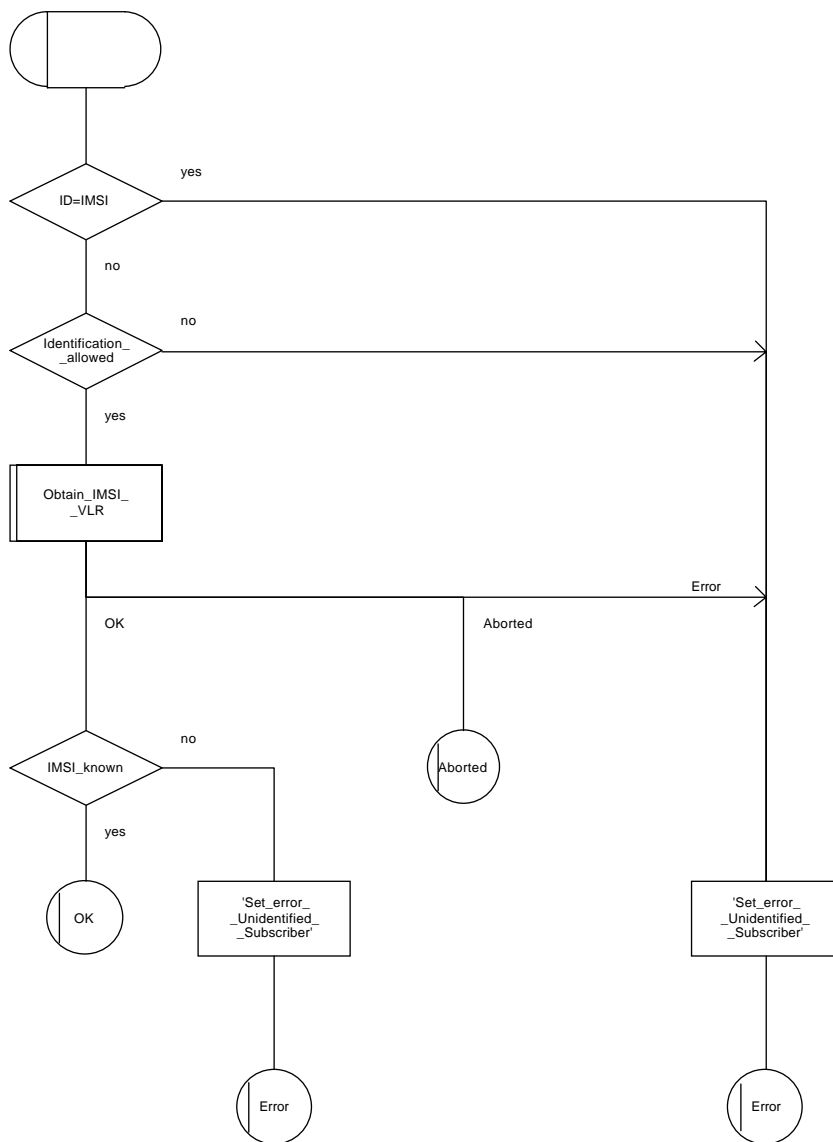 yes
ID=IMSI
no
no
Identification_
_allowed
yes
Obtain_IMSI_
_VLR
Error
OK
Aborted
no
IMSI_known
Aborted
yes
OK
'Set_error_
_Unidentified_
_Subscriber'
'Set_error_
_Unidentified_
_Subscriber'
Error
Error